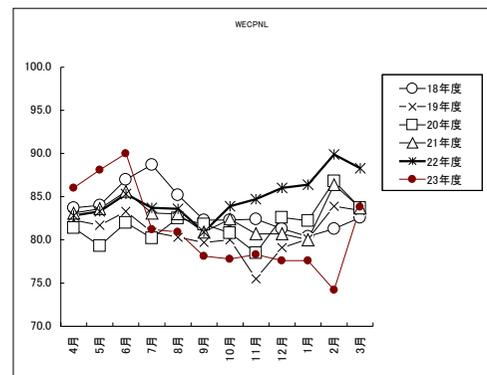 WECPNL
100.0
95.0
90.0
85.0
80.0
75.0
70.0
4月
5月
6月
7月
8月
9月
10月
11月
12月
1月
2月
3月
18年度
19年度
20年度
21年度
22年度
23年度